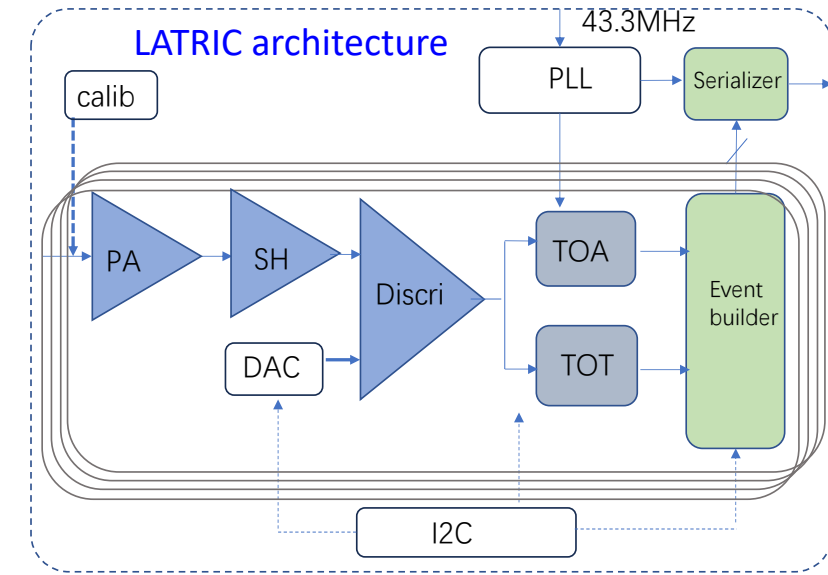 43.3MHz
LATRIC architecture
PLL
Serializer
calib
PA
SH
Discri
TOA
Event
builder
DAC
TOT
I2C